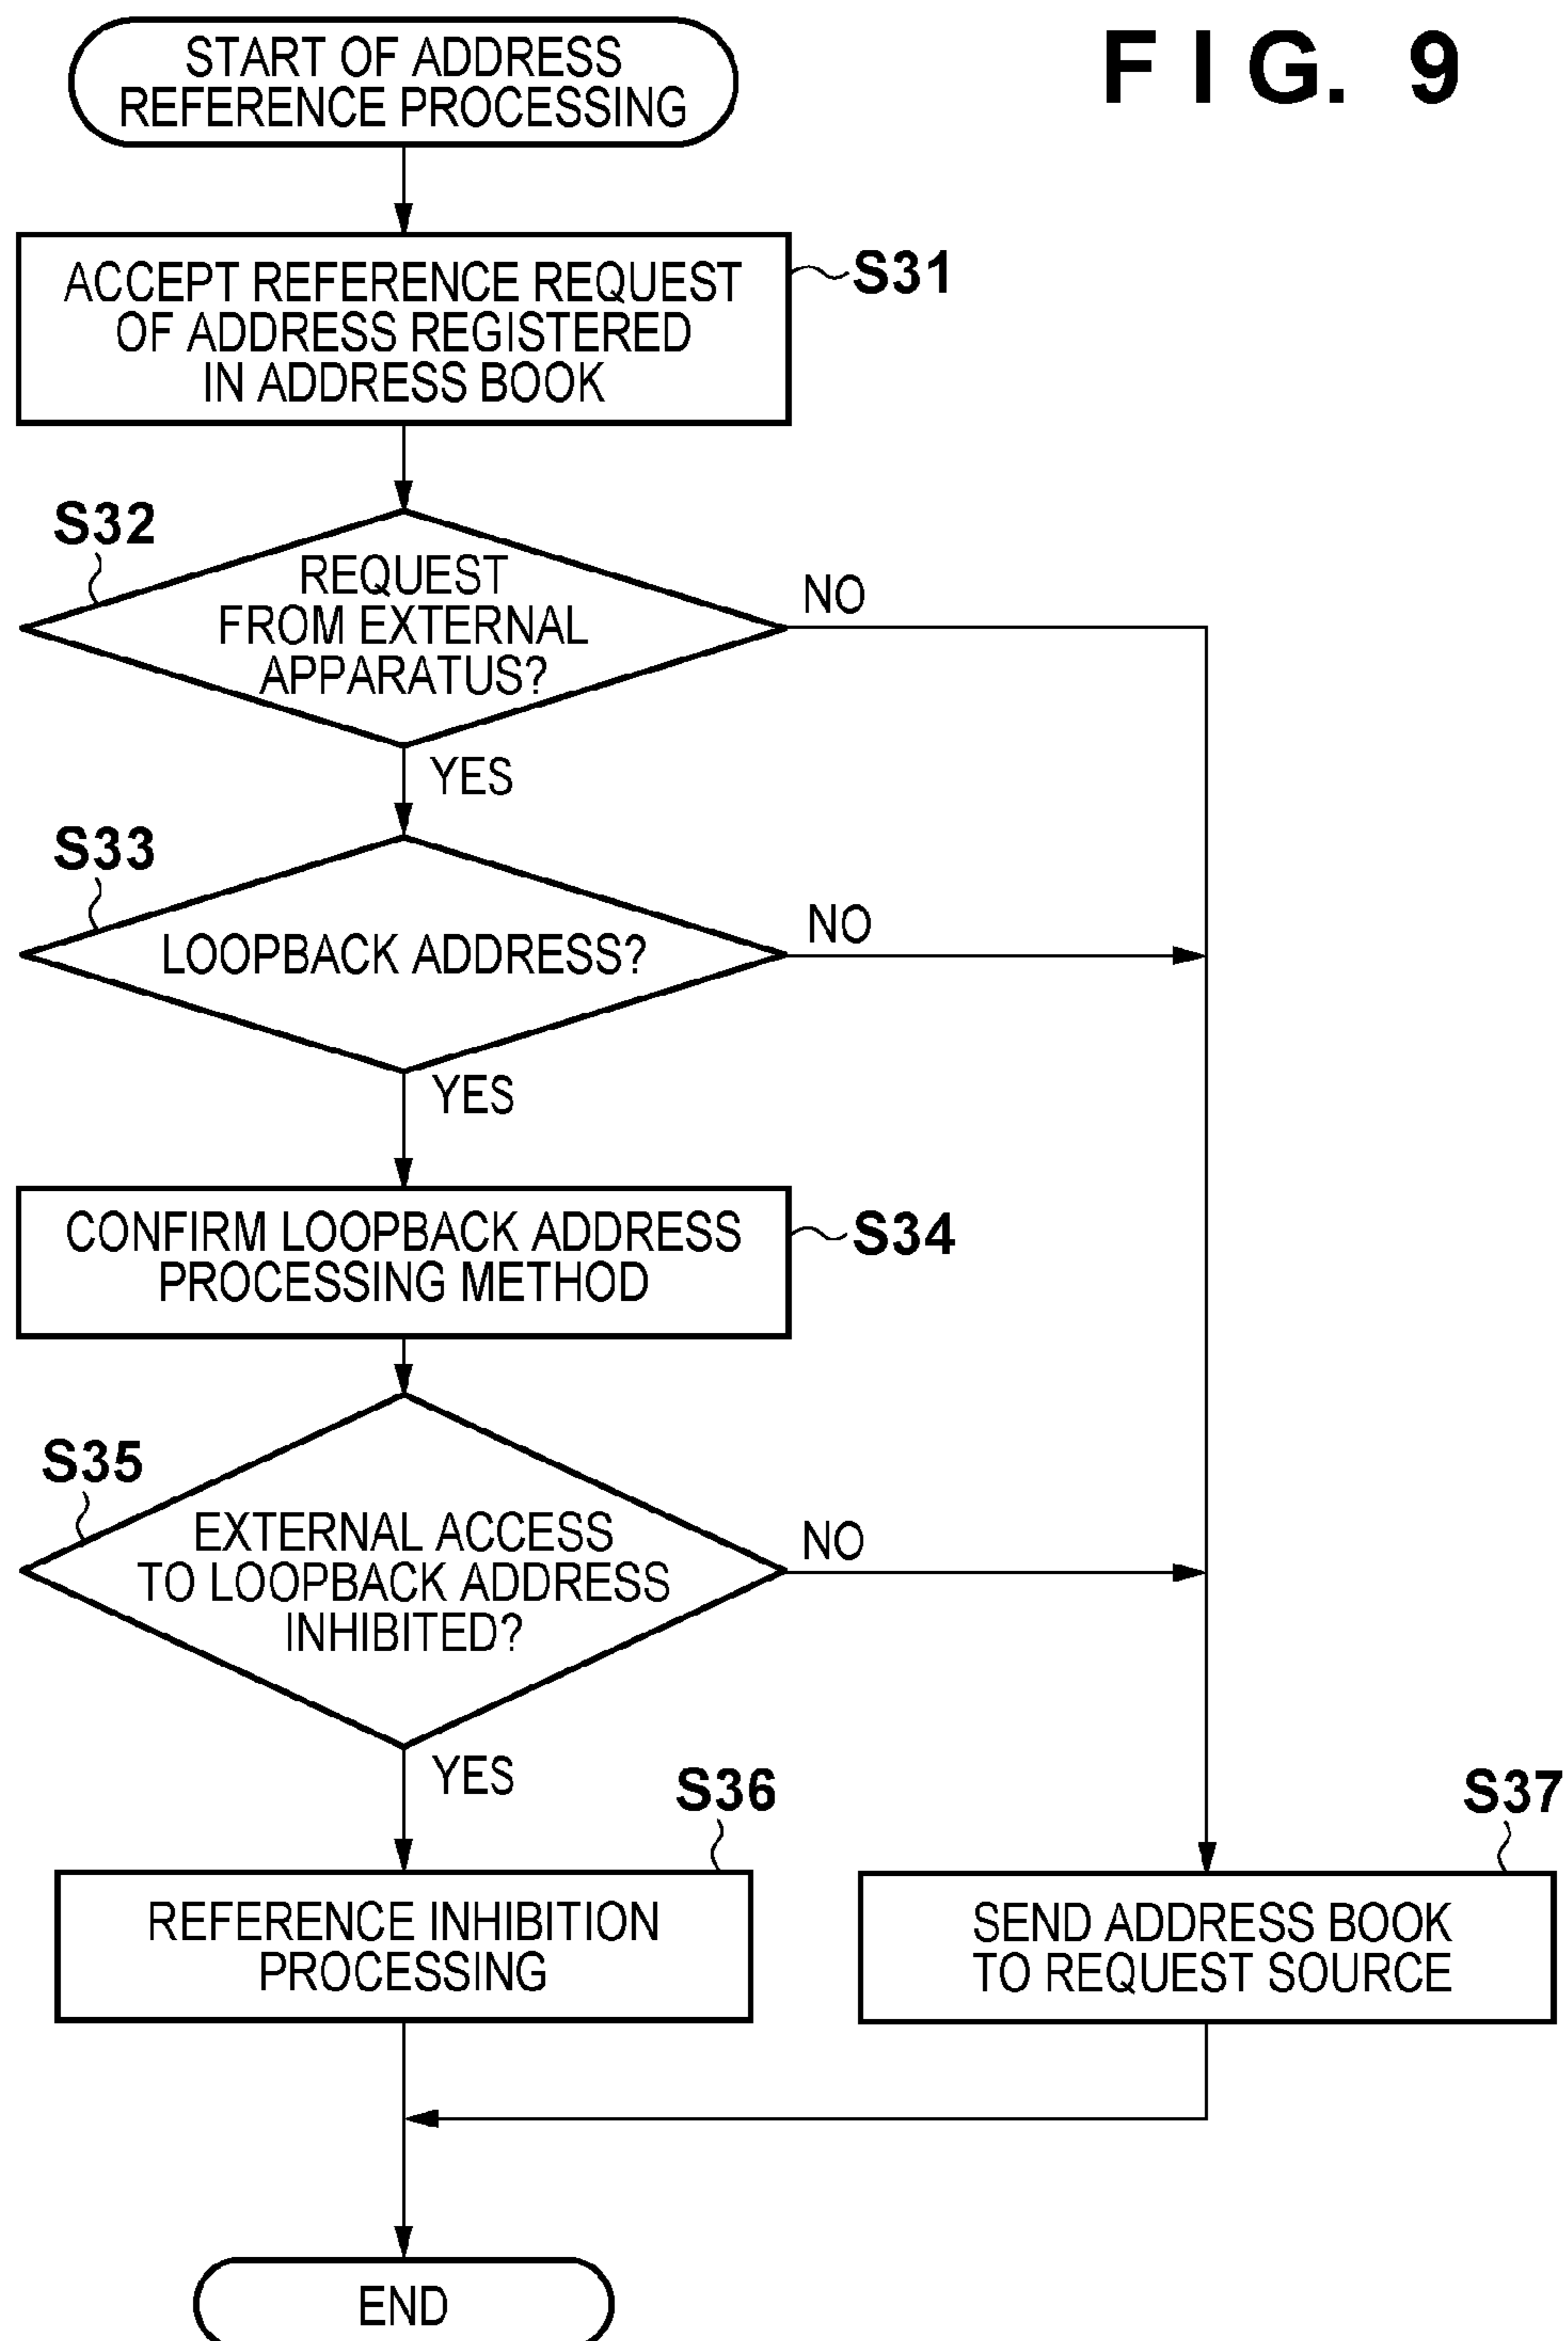 FIG. 9
START OF ADDRESS
REFERENCE PROCESSING
ACCEPT REFERENCE REQUEST
OF ADDRESS REGISTERED
IN ADDRESS BOOK
S31
S32
REQUEST
FROM EXTERNAL
APPARATUS?
NO
YES
S33
LOOPBACK ADDRESS?
NO
YES
CONFIRM LOOPBACK ADDRESS
PROCESSING METHOD
S34
S35
EXTERNAL ACCESS
TO LOOPBACK ADDRESS
INHIBITED?
NO
YES
S36
REFERENCE INHIBITION
PROCESSING
S37
SEND ADDRESS BOOK
TO REQUEST SOURCE
END